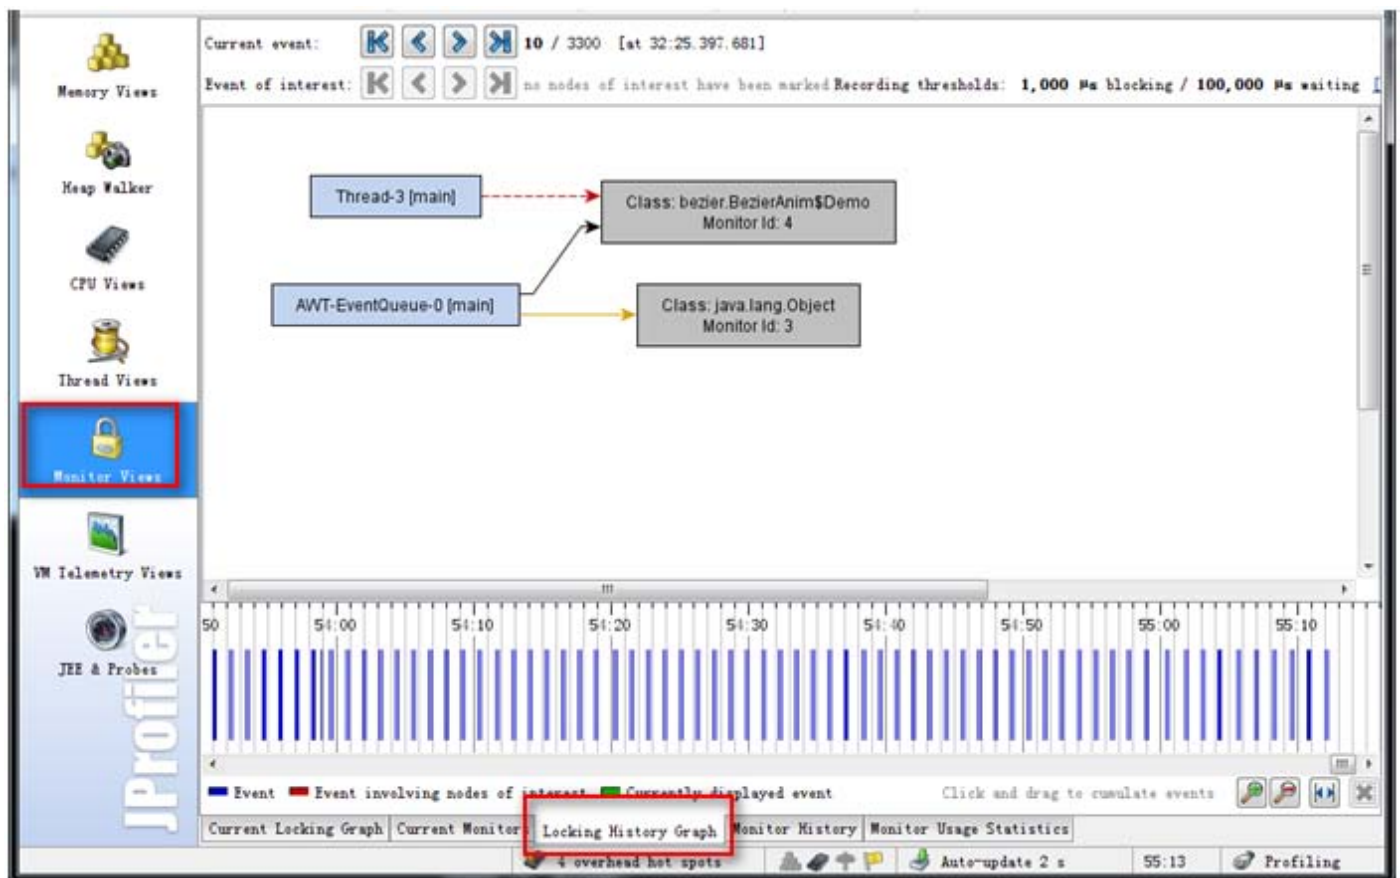 Current event: 10 / 3300 [at 32:25.397.681]
Event of interest: no nodes of interest have been marked Recording thresholds: 1,000 µs blocking / 100,000 µs waiting
Memory Views
Heap Walker
CPU Views
Thread Views
Monitor Views
VM Telemetry Views
JEE & Probes
JProfiler
Thread-3 [main]
Class: bezier.BezierAnim$Demo
Monitor Id: 4
AWT-EventQueue-0 [main]
Class: java.lang.Object
Monitor Id: 3
50 54:00 54:10 54:20 54:30 54:40 54:50 55:00 55:10
Event Event involving nodes of interest Currently displayed event Click and drag to cumulate events
Current Locking Graph Current Monitors Locking History Graph Monitor History Monitor Usage Statistics
4 overhead hot spots Auto-update 2 s 55:13 Profiling